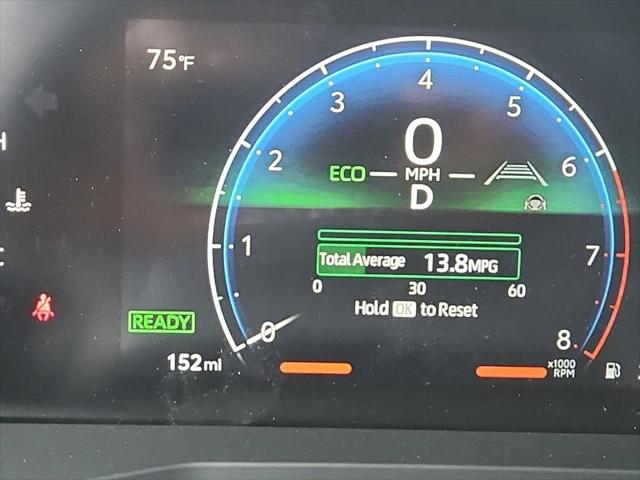 75°F
4
3
5
0
2
6
ECO
MPH
H
D
1
Total Average 13.8MPG
7
C
0 30 60
Hold OK to Reset
READY
0
8
152mi
x1000
RPM